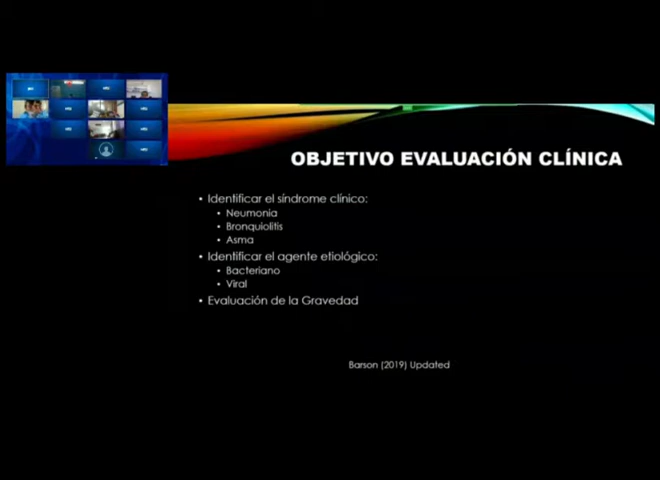 OBJETIVO EVALUACIÓN CLÍNICA
• Identificar el síndrome clínico:
• Neumonía
• Bronquiolitis
• Asma
• Identificar el agente etiológico:
• Bacteriano
• Viral
• Evaluación de la Gravedad
Barson (2019) Updated